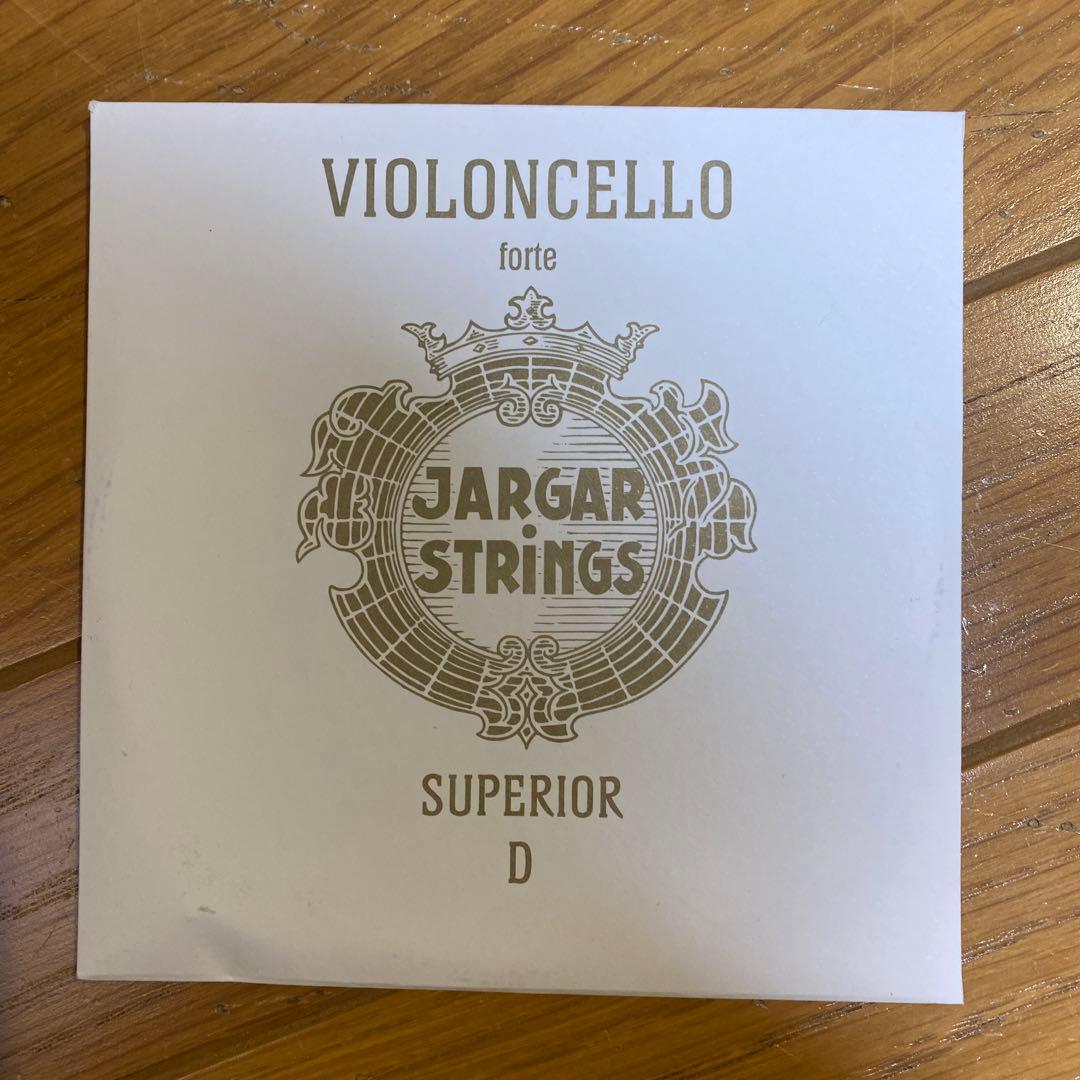 VIOLONCELLO
forte
JARGAR
STRiNGS
SUPERIOR
D